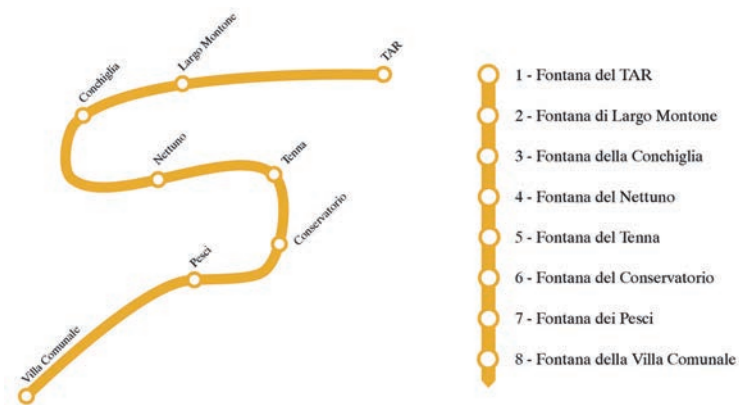 Largo Montone
TAR
Conchiglia
Nettuno
Tenna
Conservatorio
Pesci
Villa Comunale
1 - Fontana del TAR
2 - Fontana di Largo Montone
3 - Fontana della Conchiglia
4 - Fontana del Nettuno
5 - Fontana del Tenna
6 - Fontana del Conservatorio
7 - Fontana dei Pesci
8 - Fontana della Villa Comunale